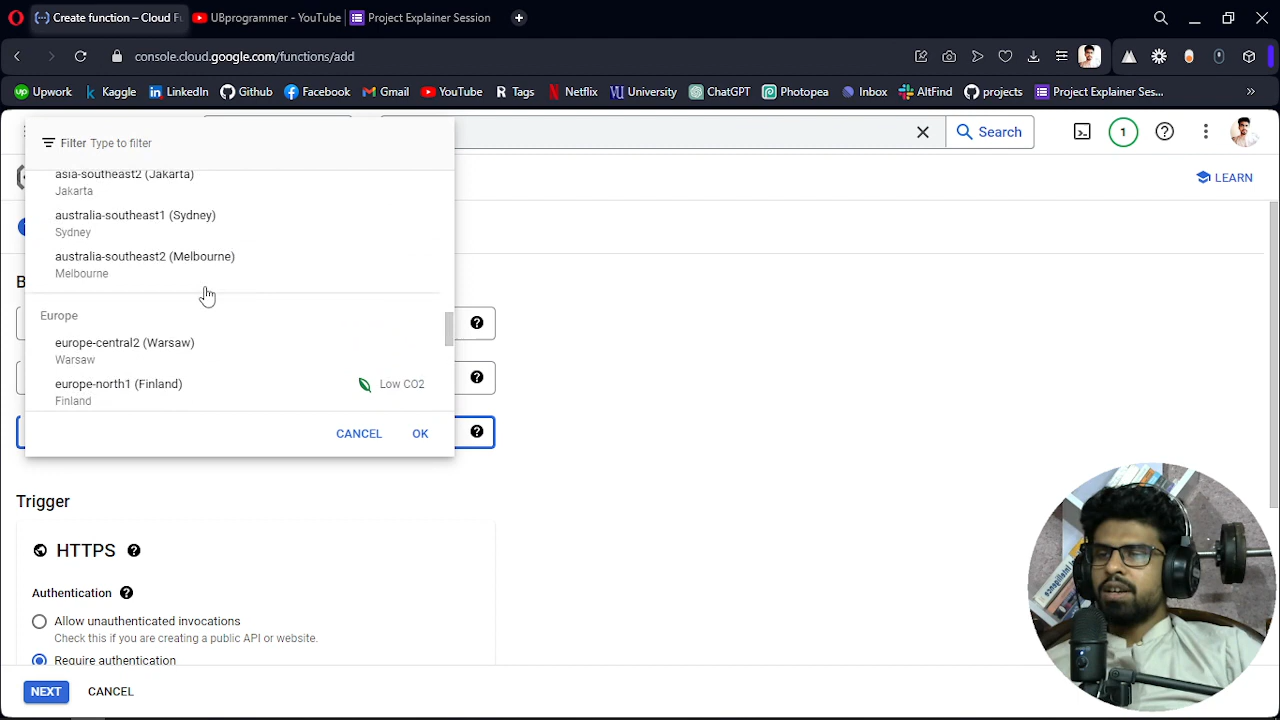 Create function – Cloud F
UBprogrammer - YouTube
Project Explainer Session
console.cloud.google.com/functions/add
Upwork
Kaggle
LinkedIn
Github
Facebook
Gmail
YouTube
R Tags
Netflix
University
ChatGPT
Photopea
Inbox
AltFind
projects
Project Explainer Ses...
Filter Type to filter
Search
1
LEARN
asia-southeast2 (Jakarta)
Jakarta
australia-southeast1 (Sydney)
Sydney
australia-southeast2 (Melbourne)
Melbourne
B
Europe
europe-central2 (Warsaw)
Warsaw
europe-north1 (Finland)
Low CO2
Finland
CANCEL
OK
Trigger
HTTPS
Authentication
Allow unauthenticated invocations
Check this if you are creating a public API or website.
Require authentication
NEXT
CANCEL